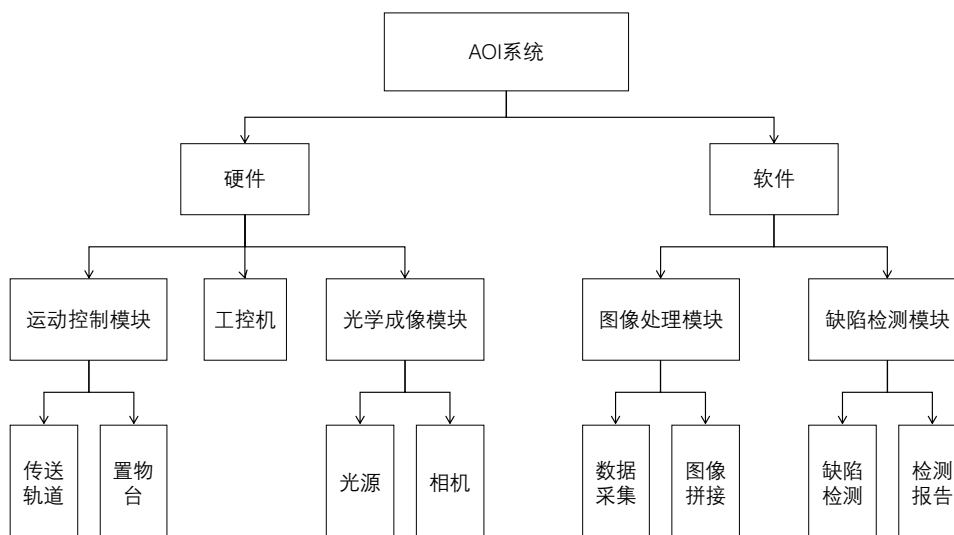 AOI系统
硬件
软件
运动控制模块
工控机
光学成像模块
图像处理模块
缺陷检测模块
传送
轨道
置物
台
光源
相机
数据
采集
图像
拼接
缺陷
检测
检测
报告